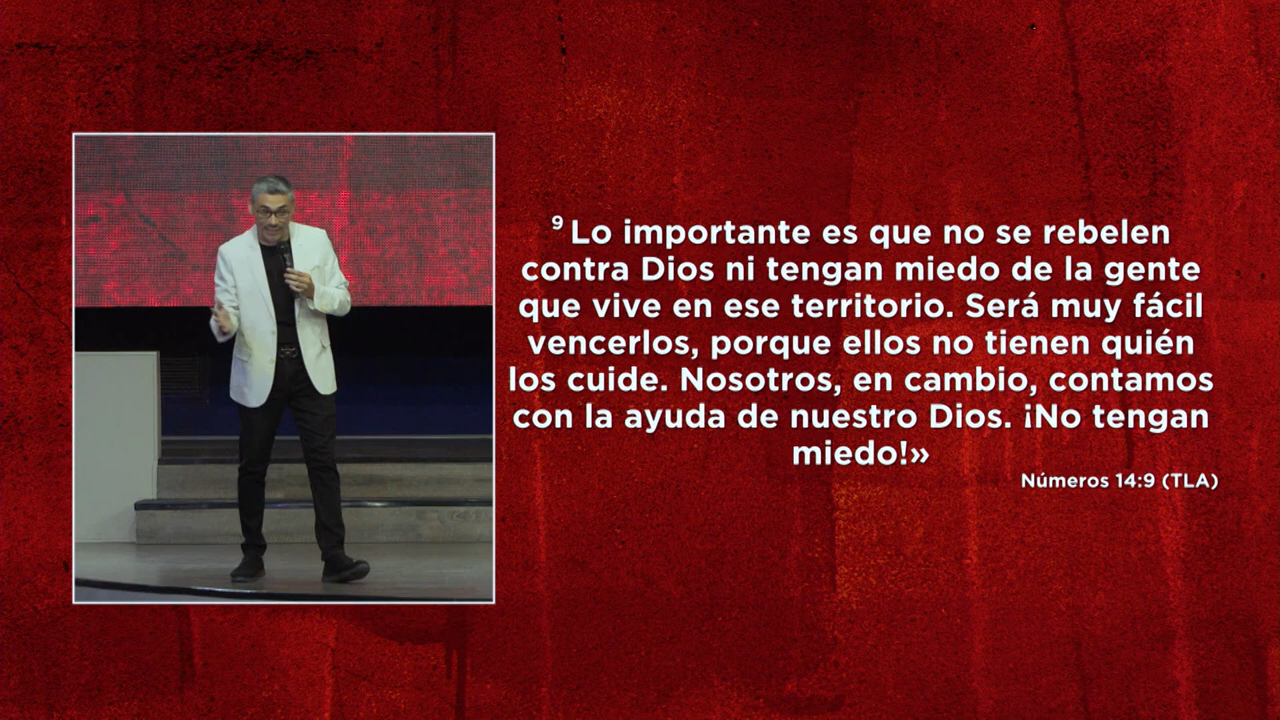 ⁹ Lo importante es que no se rebelen
contra Dios ni tengan miedo de la gente
que vive en ese territorio. Será muy fácil
vencerlos, porque ellos no tienen quién
los cuide. Nosotros, en cambio, contamos
con la ayuda de nuestro Dios. ¡No tengan
miedo!»
Números 14:9 (TLA)